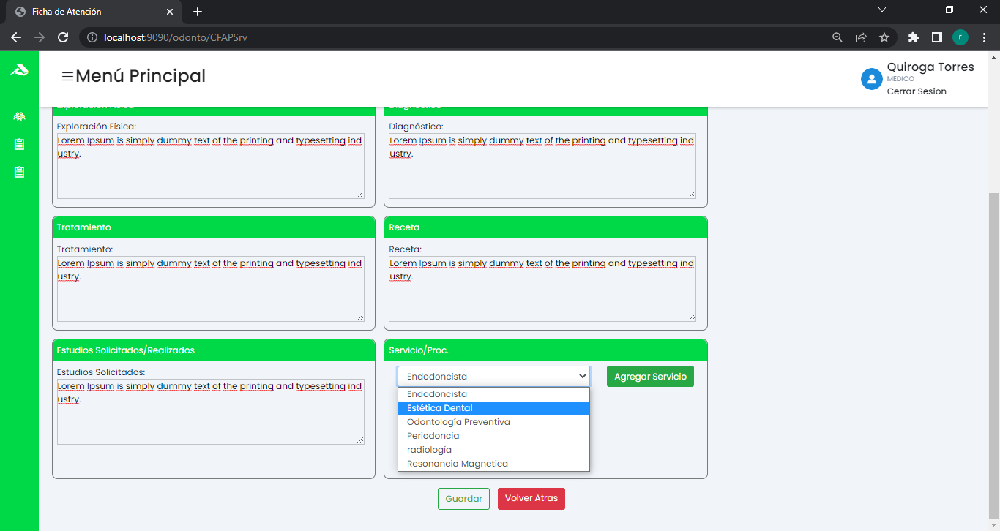 Ficha de Atención
localhost:9090/odonto/CFAPSrv
r
Menú Principal
Quiroga Torres
MEDICO
Cerrar Sesion
Exploración Física:
Lorem Ipsum is simply dummy text of the printing and typesetting ind
ustry.
Diagnóstico:
Lorem Ipsum is simply dummy text of the printing and typesetting ind
ustry.
Tratamiento
Tratamiento:
Lorem Ipsum is simply dummy text of the printing and typesetting ind
ustry.
Receta
Receta:
Lorem Ipsum is simply dummy text of the printing and typesetting ind
ustry.
Estudios Solicitados/Realizados
Estudios Solicitados:
Lorem Ipsum is simply dummy text of the printing and typesetting ind
ustry.
Servicio/Proc.
Endodoncista
Agregar Servicio
Endodoncista
Estética Dental
Odontología Preventiva
Periodoncia
radiología
Resonancia Magnetica
Guardar
Volver Atras